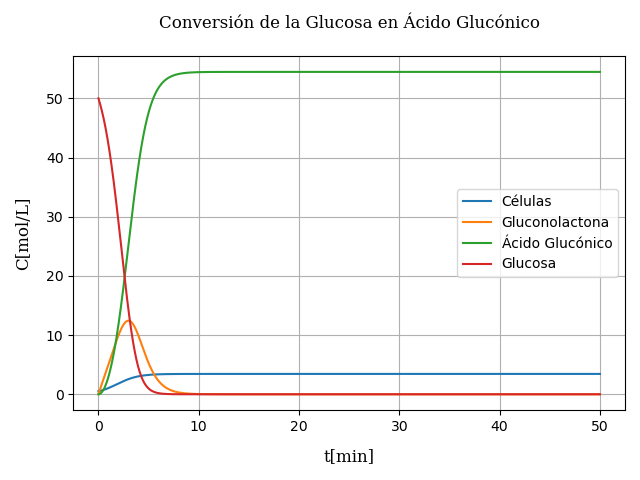 Conversión de la Glucosa en Ácido Glucónico
C[mol/L]
50
40
30
20
10
0
Células
Gluconolactona
Ácido Glucónico
Glucosa
0 10 20 30 40 50
t[min]